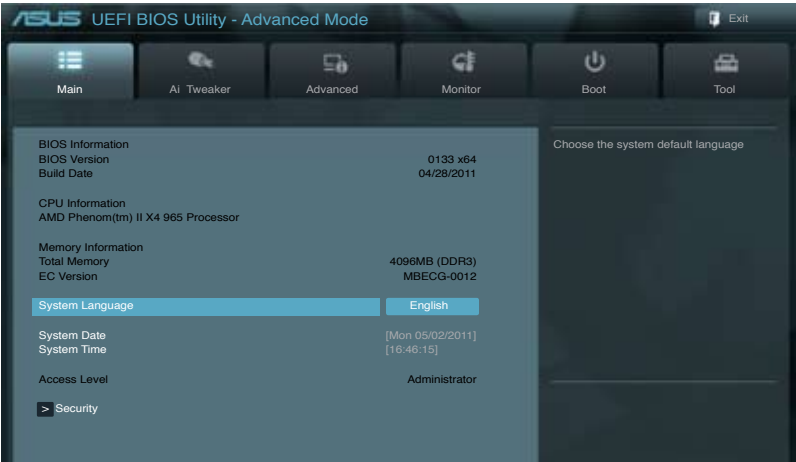 ASUS UEFI BIOS Utility - Advanced Mode Exit
Main Ai Tweaker Advanced Monitor Boot Tool
BIOS Information
BIOS Version 0133 x64
Build Date 04/28/2011
CPU Information
AMD Phenom(tm) II X4 965 Processor
Memory Information
Total Memory 4096MB (DDR3)
EC Version MBECG-0012
System Language English
System Date [Mon 05/02/2011]
System Time [16:46:15]
Access Level Administrator
> Security
Choose the system default language